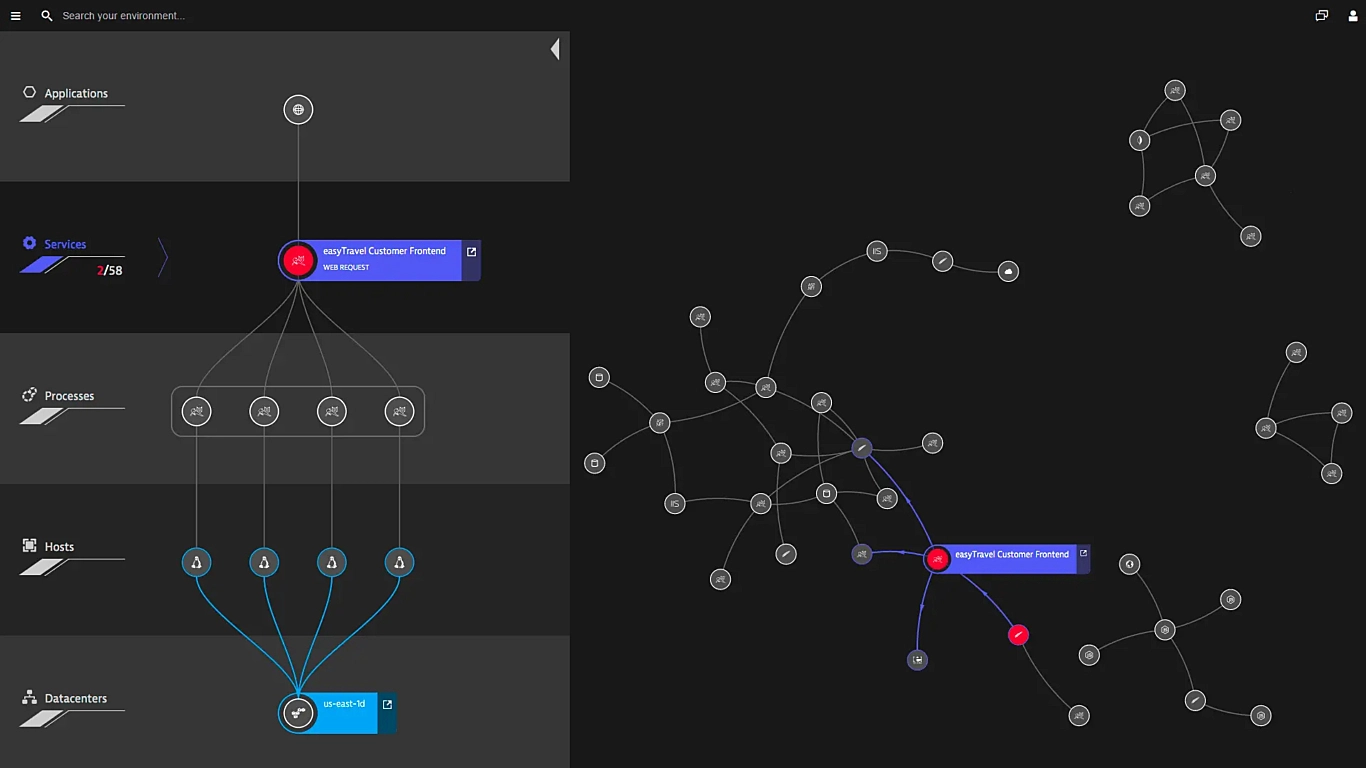 Search your environment...
Applications
Services
2/58
easyTravel Customer Frontend
WEB REQUEST
Processes
Hosts
Datacenters
us-east-1d
IIS
IIS
easyTravel Customer Frontend